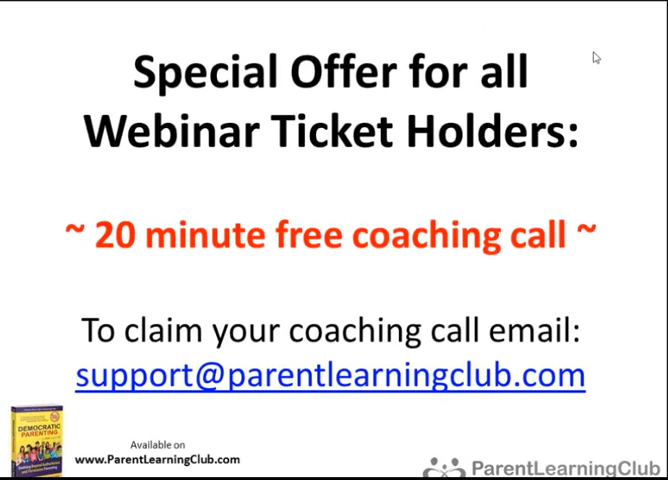 Special Offer for all
Webinar Ticket Holders:
~ 20 minute free coaching call ~
To claim your coaching call email:
support@parentlearningclub.com
DEMOCRATIC
PARENTING
Available on
www.ParentLearningClub.com
ParentLearningClub